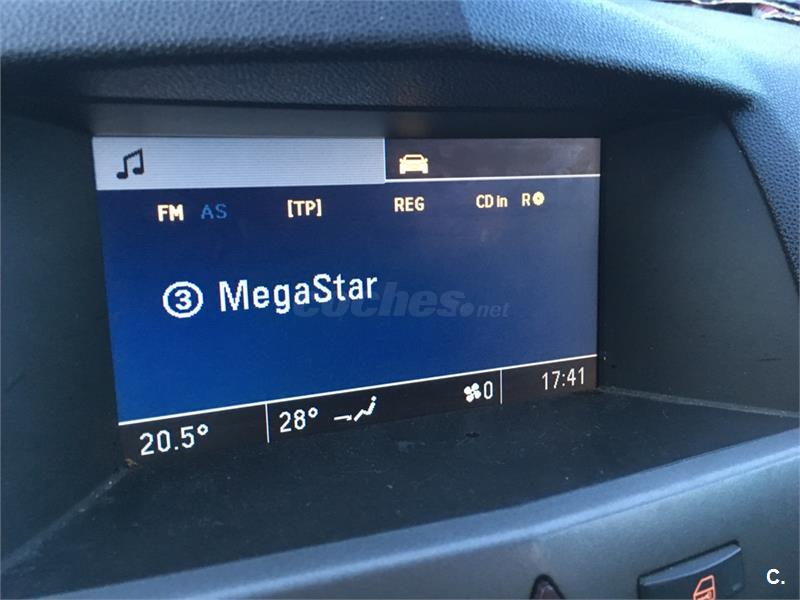 FM AS [TP] REG CD in R
3 MegaStar
coches.net
20.5° 28° 0 17:41
C.